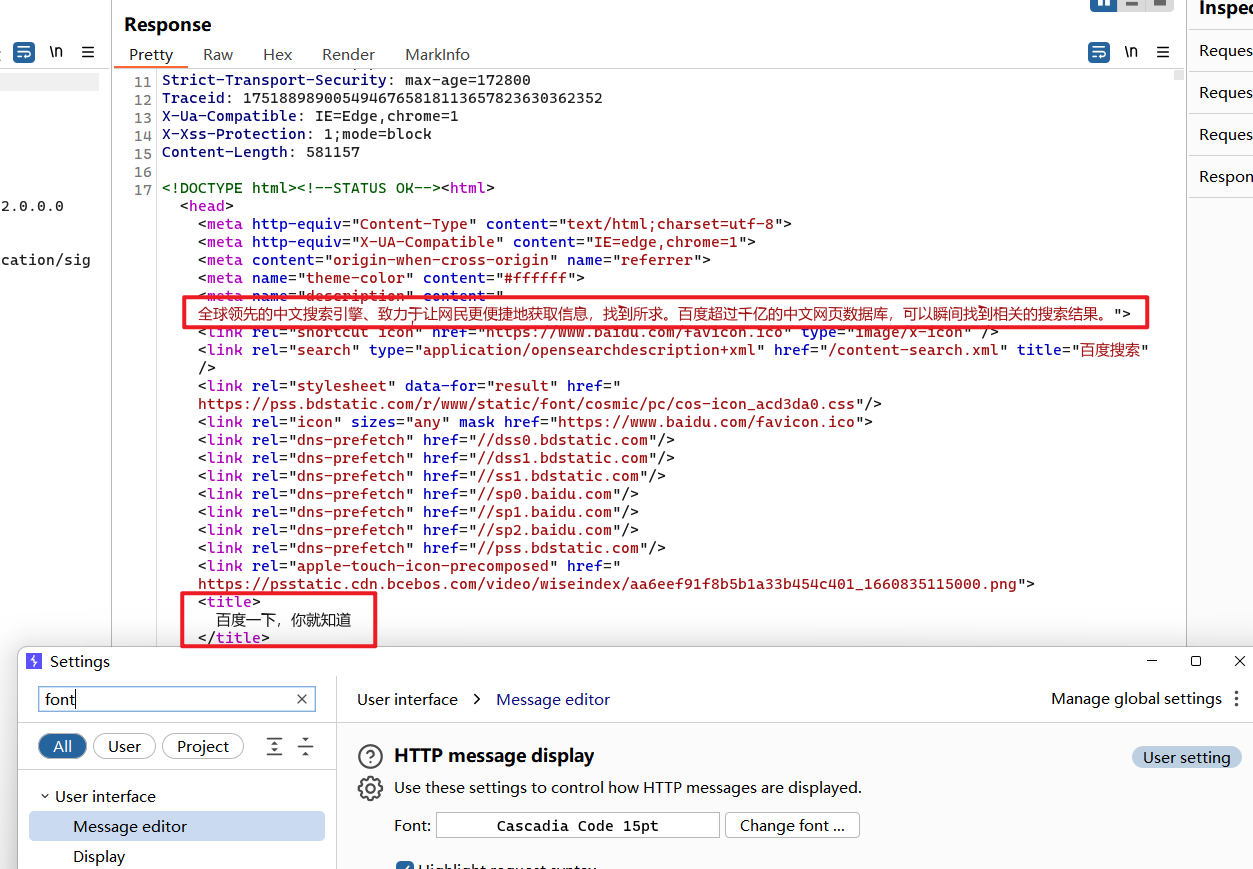 Response
Inspec
Pretty Raw Hex Render MarkInfo
\n
\n
Reques
Reques
Reques
Respon
2.0.0.0
cation/sig
11 Strict-Transport-Security: max-age=172800
12 Traceid: 1751889890054946765818113657823630362352
13 X-Ua-Compatible: IE=Edge,chrome=1
14 X-Xss-Protection: 1;mode=block
15 Content-Length: 581157
16
17 <!DOCTYPE html><!--STATUS OK--><html>
<head>
<meta http-equiv="Content-Type" content="text/html;charset=utf-8">
<meta http-equiv="X-UA-Compatible" content="IE=edge,chrome=1">
<meta content="origin-when-cross-origin" name="referrer">
<meta name="theme-color" content="#ffffff">
<meta name="description" content="
全球领先的中文搜索引擎、致力于让网民更便捷地获取信息，找到所求。百度超过千亿的中文网页数据库，可以瞬间找到相关的搜索结果。">
<link rel="shortcut icon" href="https://www.baidu.com/favicon.ico" type="image/x-icon" />
<link rel="search" type="application/opensearchdescription+xml" href="/content-search.xml" title="百度搜索"
/>
<link rel="stylesheet" data-for="result" href="
https://pss.bdstatic.com/r/www/static/font/cosmic/pc/cos-icon_acd3da0.css"/>
<link rel="icon" sizes="any" mask href="https://www.baidu.com/favicon.ico">
<link rel="dns-prefetch" href="//dss0.bdstatic.com"/>
<link rel="dns-prefetch" href="//dss1.bdstatic.com"/>
<link rel="dns-prefetch" href="//ss1.bdstatic.com"/>
<link rel="dns-prefetch" href="//sp0.baidu.com"/>
<link rel="dns-prefetch" href="//sp1.baidu.com"/>
<link rel="dns-prefetch" href="//sp2.baidu.com"/>
<link rel="dns-prefetch" href="//pss.bdstatic.com"/>
<link rel="apple-touch-icon-precomposed" href="
https://psstatic.cdn.bcebos.com/video/wiseindex/aa6eef91f8b5b1a33b454c401_1660835115000.png">
<title>
百度一下，你就知道
</title>
Settings
font
User interface > Message editor
Manage global settings
All User Project
HTTP message display
User setting
Use these settings to control how HTTP messages are displayed.
User interface
Message editor
Display
Font: Cascadia Code 15pt Change font ...
Highlight request syntax